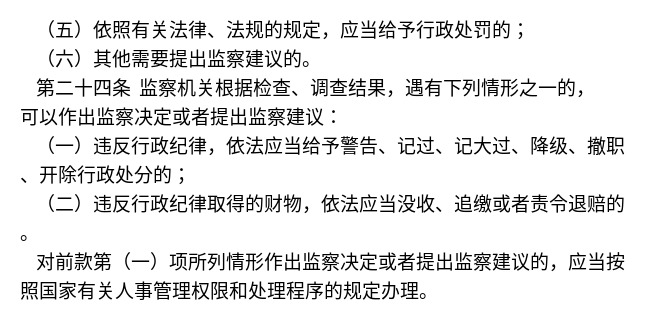 （五）依照有关法律、法规的规定，应当给予行政处罚的；
（六）其他需要提出监察建议的。
第二十四条 监察机关根据检查、调查结果，遇有下列情形之一的，
可以作出监察决定或者提出监察建议：
（一）违反行政纪律，依法应当给予警告、记过、记大过、降级、撤职
、开除行政处分的；
（二）违反行政纪律取得的财物，依法应当没收、追缴或者责令退赔的
。
对前款第（一）项所列情形作出监察决定或者提出监察建议的，应当按
照国家有关人事管理权限和处理程序的规定办理。